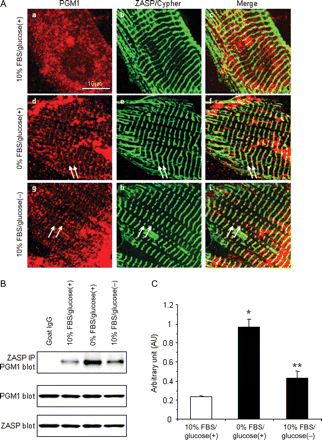 A
PGM1
ZASP/Cypher
Merge
10% FBS/glucose(+)
a
10μm
b
c
0% FBS/glucose(+)
d
e
f
10% FBS/glucose(–)
g
h
i
B
Goat IgG
10% FBS/glucose(+)
0% FBS/glucose(+)
10% FBS/glucose(–)
ZASP IP
PGM1 blot
PGM1 blot
ZASP blot
C
Arbitrary unit (AU)
1.2
1.0
0.8
0.6
0.4
0.2
0
*
**
10% FBS/ 0% FBS/ 10% FBS/
glucose(+) glucose(+) glucose(–)